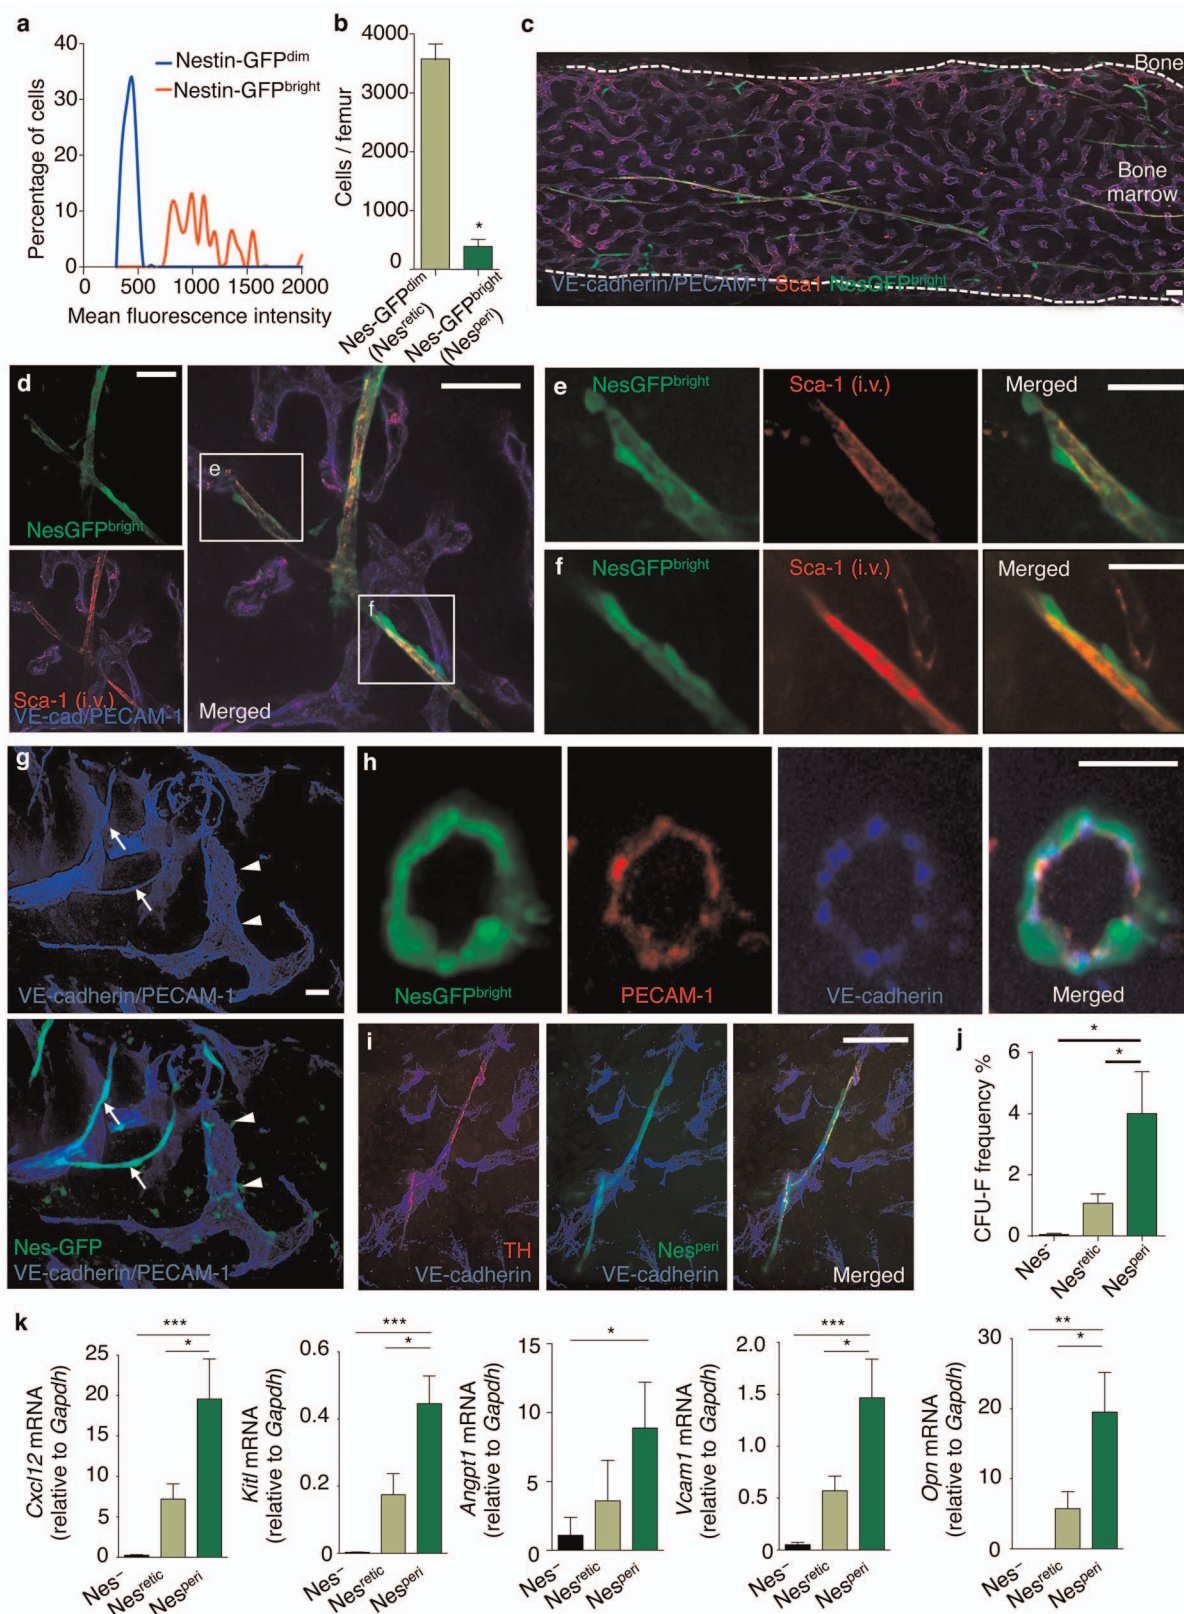 a
40
30
20
10
0
Percentage of cells
Nestin-GFPdim
Nestin-GFPbright
0 500 1000 1500 2000
Mean fluorescence intensity
b
4000
3000
2000
1000
0
Cells / femur
*
Nes-GFPdim
(Nesretic)
Nes-GFPbright
(Nesperi)
c
Bone
Bone
marrow
VE-cadherin/PECAM-1 Sca1 NesGFPbright
d
NesGFPbright
Sca-1 (i.v.)
VE-cad/PECAM-1
e
f
Merged
e
NesGFPbright
Sca-1 (i.v.)
Merged
f
NesGFPbright
Sca-1 (i.v.)
Merged
g
VE-cadherin/PECAM-1
Nes-GFP
VE-cadherin/PECAM-1
h
NesGFPbright
PECAM-1
VE-cadherin
Merged
i
TH
VE-cadherin
Nesperi
VE-cadherin
Merged
j
*
*
6
4
2
0
CFU-F frequency %
Nes-
Nesretic
Nesperi
k
***
*
25
20
15
10
5
0
Cxcl12 mRNA
(relative to Gapdh)
Nes-
Nesretic
Nesperi
***
*
0.6
0.4
0.2
0.0
Kitl mRNA
(relative to Gapdh)
Nes-
Nesretic
Nesperi
*
15
10
5
0
Angpt1 mRNA
(relative to Gapdh)
Nes-
Nesretic
Nesperi
***
*
2.0
1.5
1.0
0.5
0.0
Vcam1 mRNA
(relative to Gapdh)
Nes-
Nesretic
Nesperi
**
*
30
20
10
0
Opn mRNA
(relative to Gapdh)
Nes-
Nesretic
Nesperi